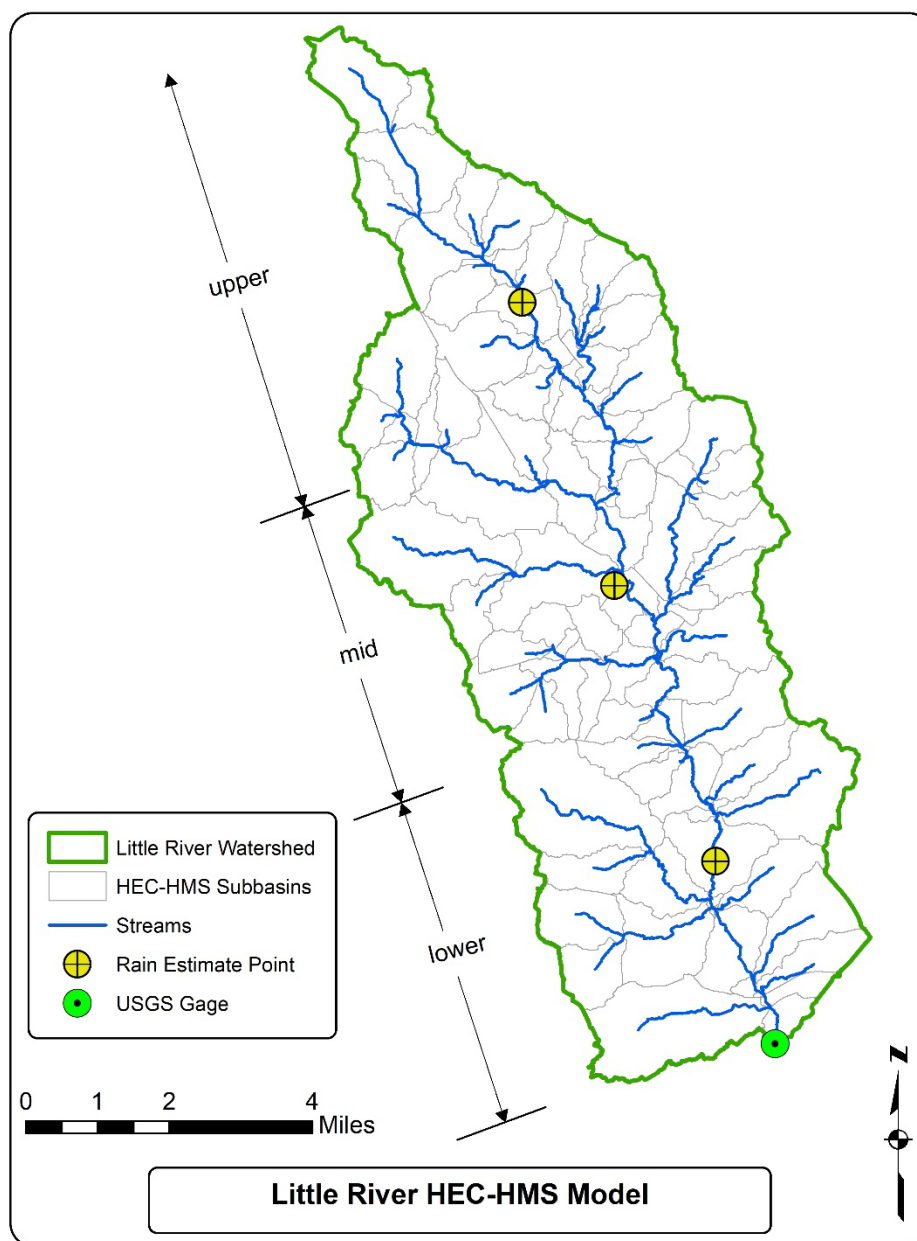 upper
mid
lower
Little River Watershed
HEC-HMS Subbasins
Streams
Rain Estimate Point
USGS Gage
0 1 2 4
Miles
N
Little River HEC-HMS Model